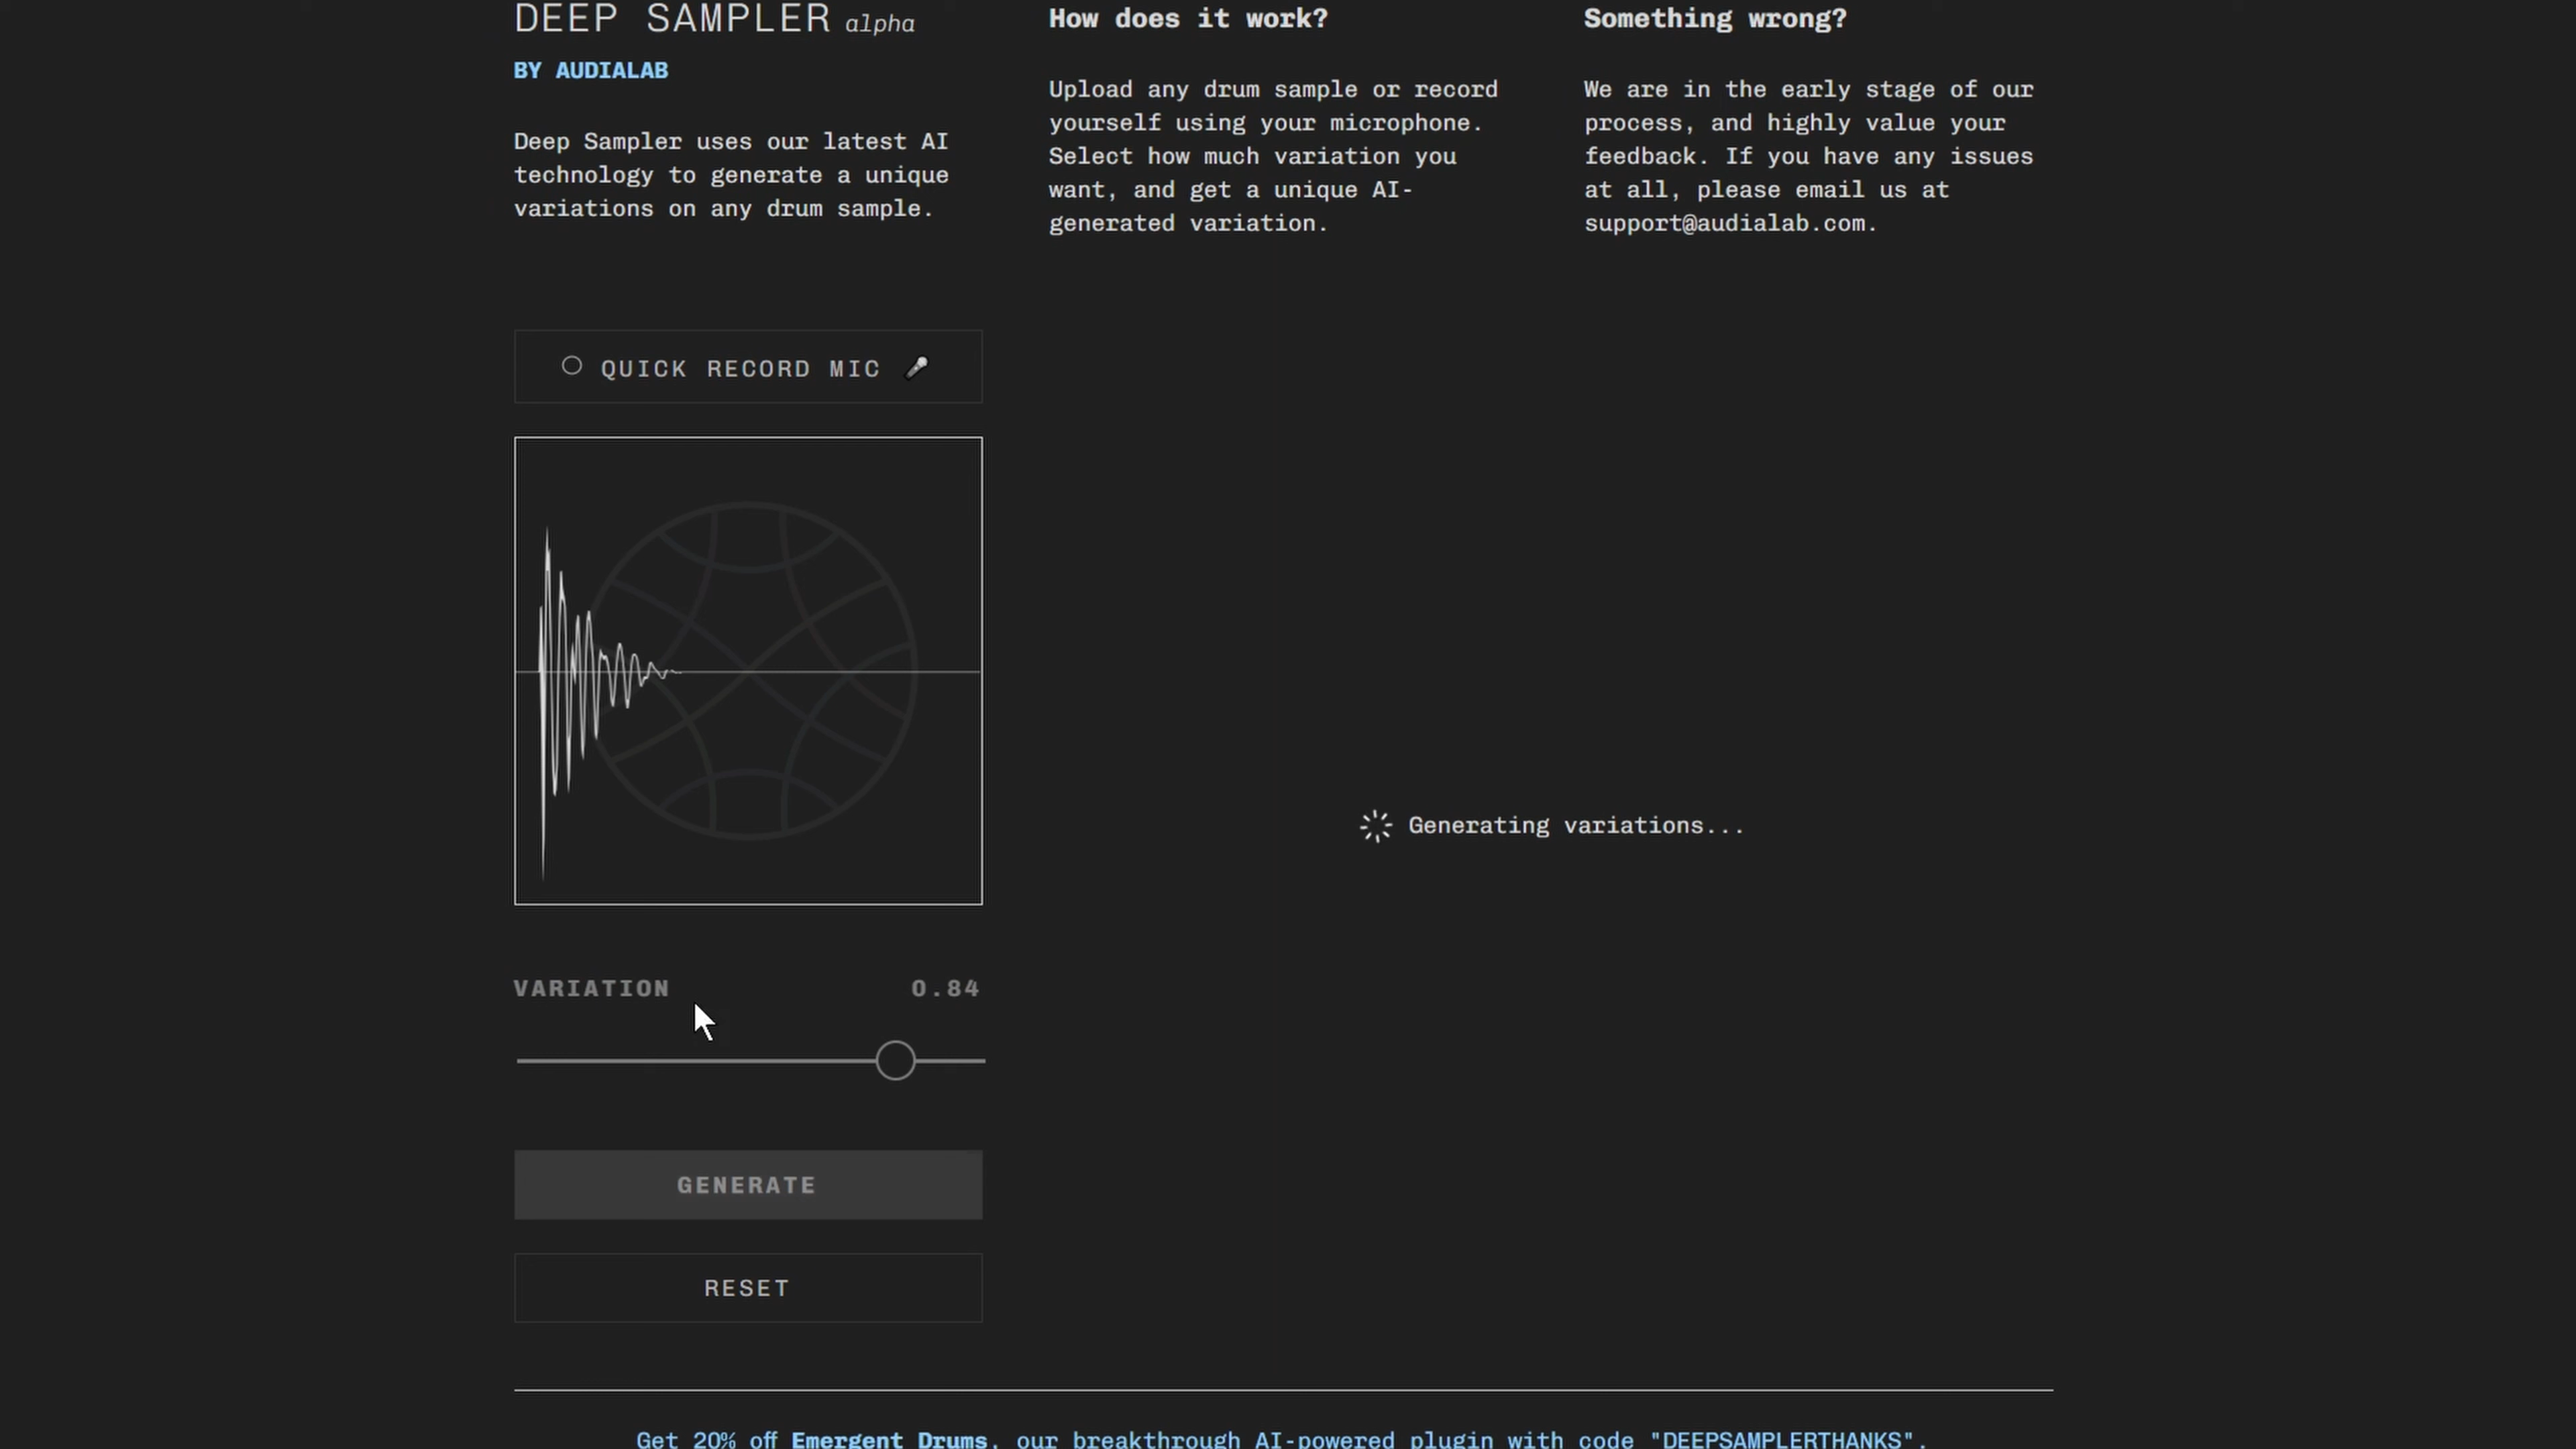 DEEP SAMPLER alpha
BY AUDIALAB
Deep Sampler uses our latest AI
technology to generate a unique
variations on any drum sample.
How does it work?
Upload any drum sample or record
yourself using your microphone.
Select how much variation you
want, and get a unique AI-
generated variation.
Something wrong?
We are in the early stage of our
process, and highly value your
feedback. If you have any issues
at all, please email us at
support@audialab.com.
QUICK RECORD MIC
Generating variations...
VARIATION 0.84
GENERATE
RESET
Get 20% off Emergent Drums, our breakthrough AI-powered plugin with code "DEEPSAMPLERTHANKS".